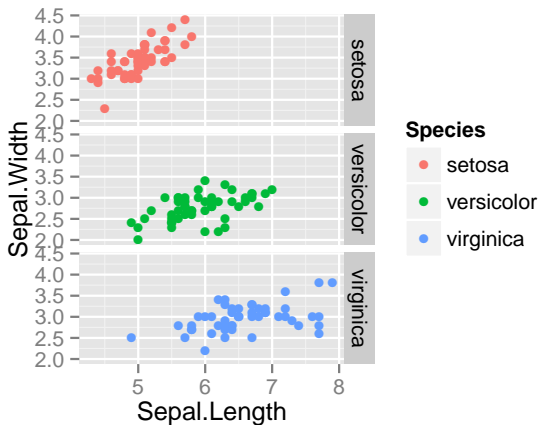 4.5
4.0
3.5
3.0
2.5
2.0
setosa
4.5
4.0
3.5
3.0
2.5
2.0
versicolor
4.5
4.0
3.5
3.0
2.5
2.0
virginica
Sepal.Width
5 6 7 8
Sepal.Length
Species
setosa
versicolor
virginica